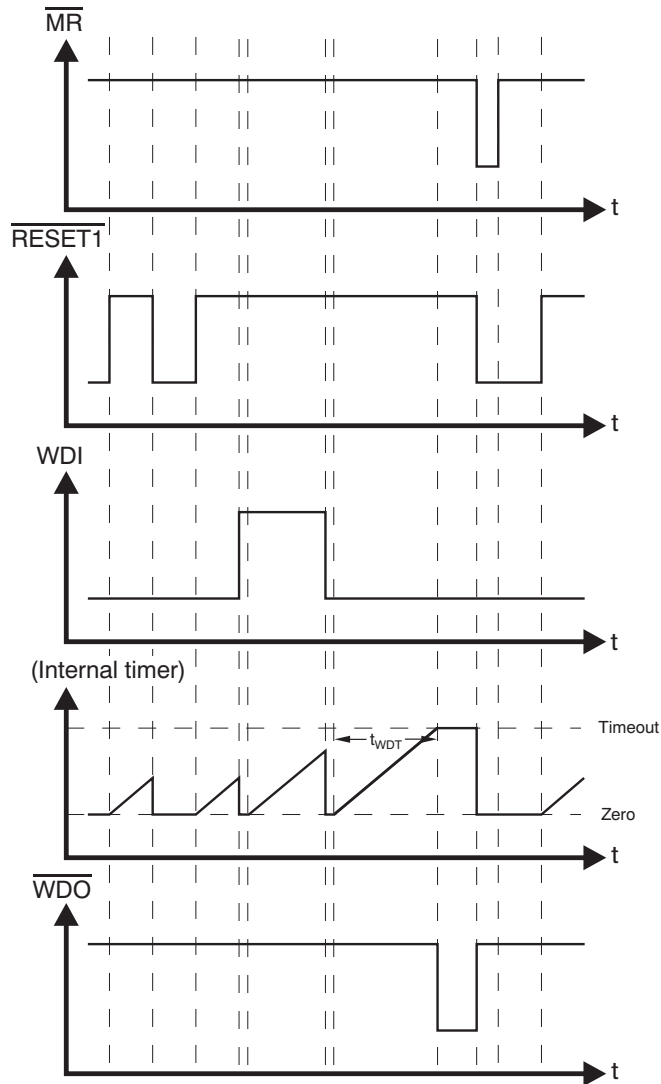 MR
t
RESET1
t
WDI
t
(Internal timer)
Timeout
tWDT
Zero
t
WDO
t